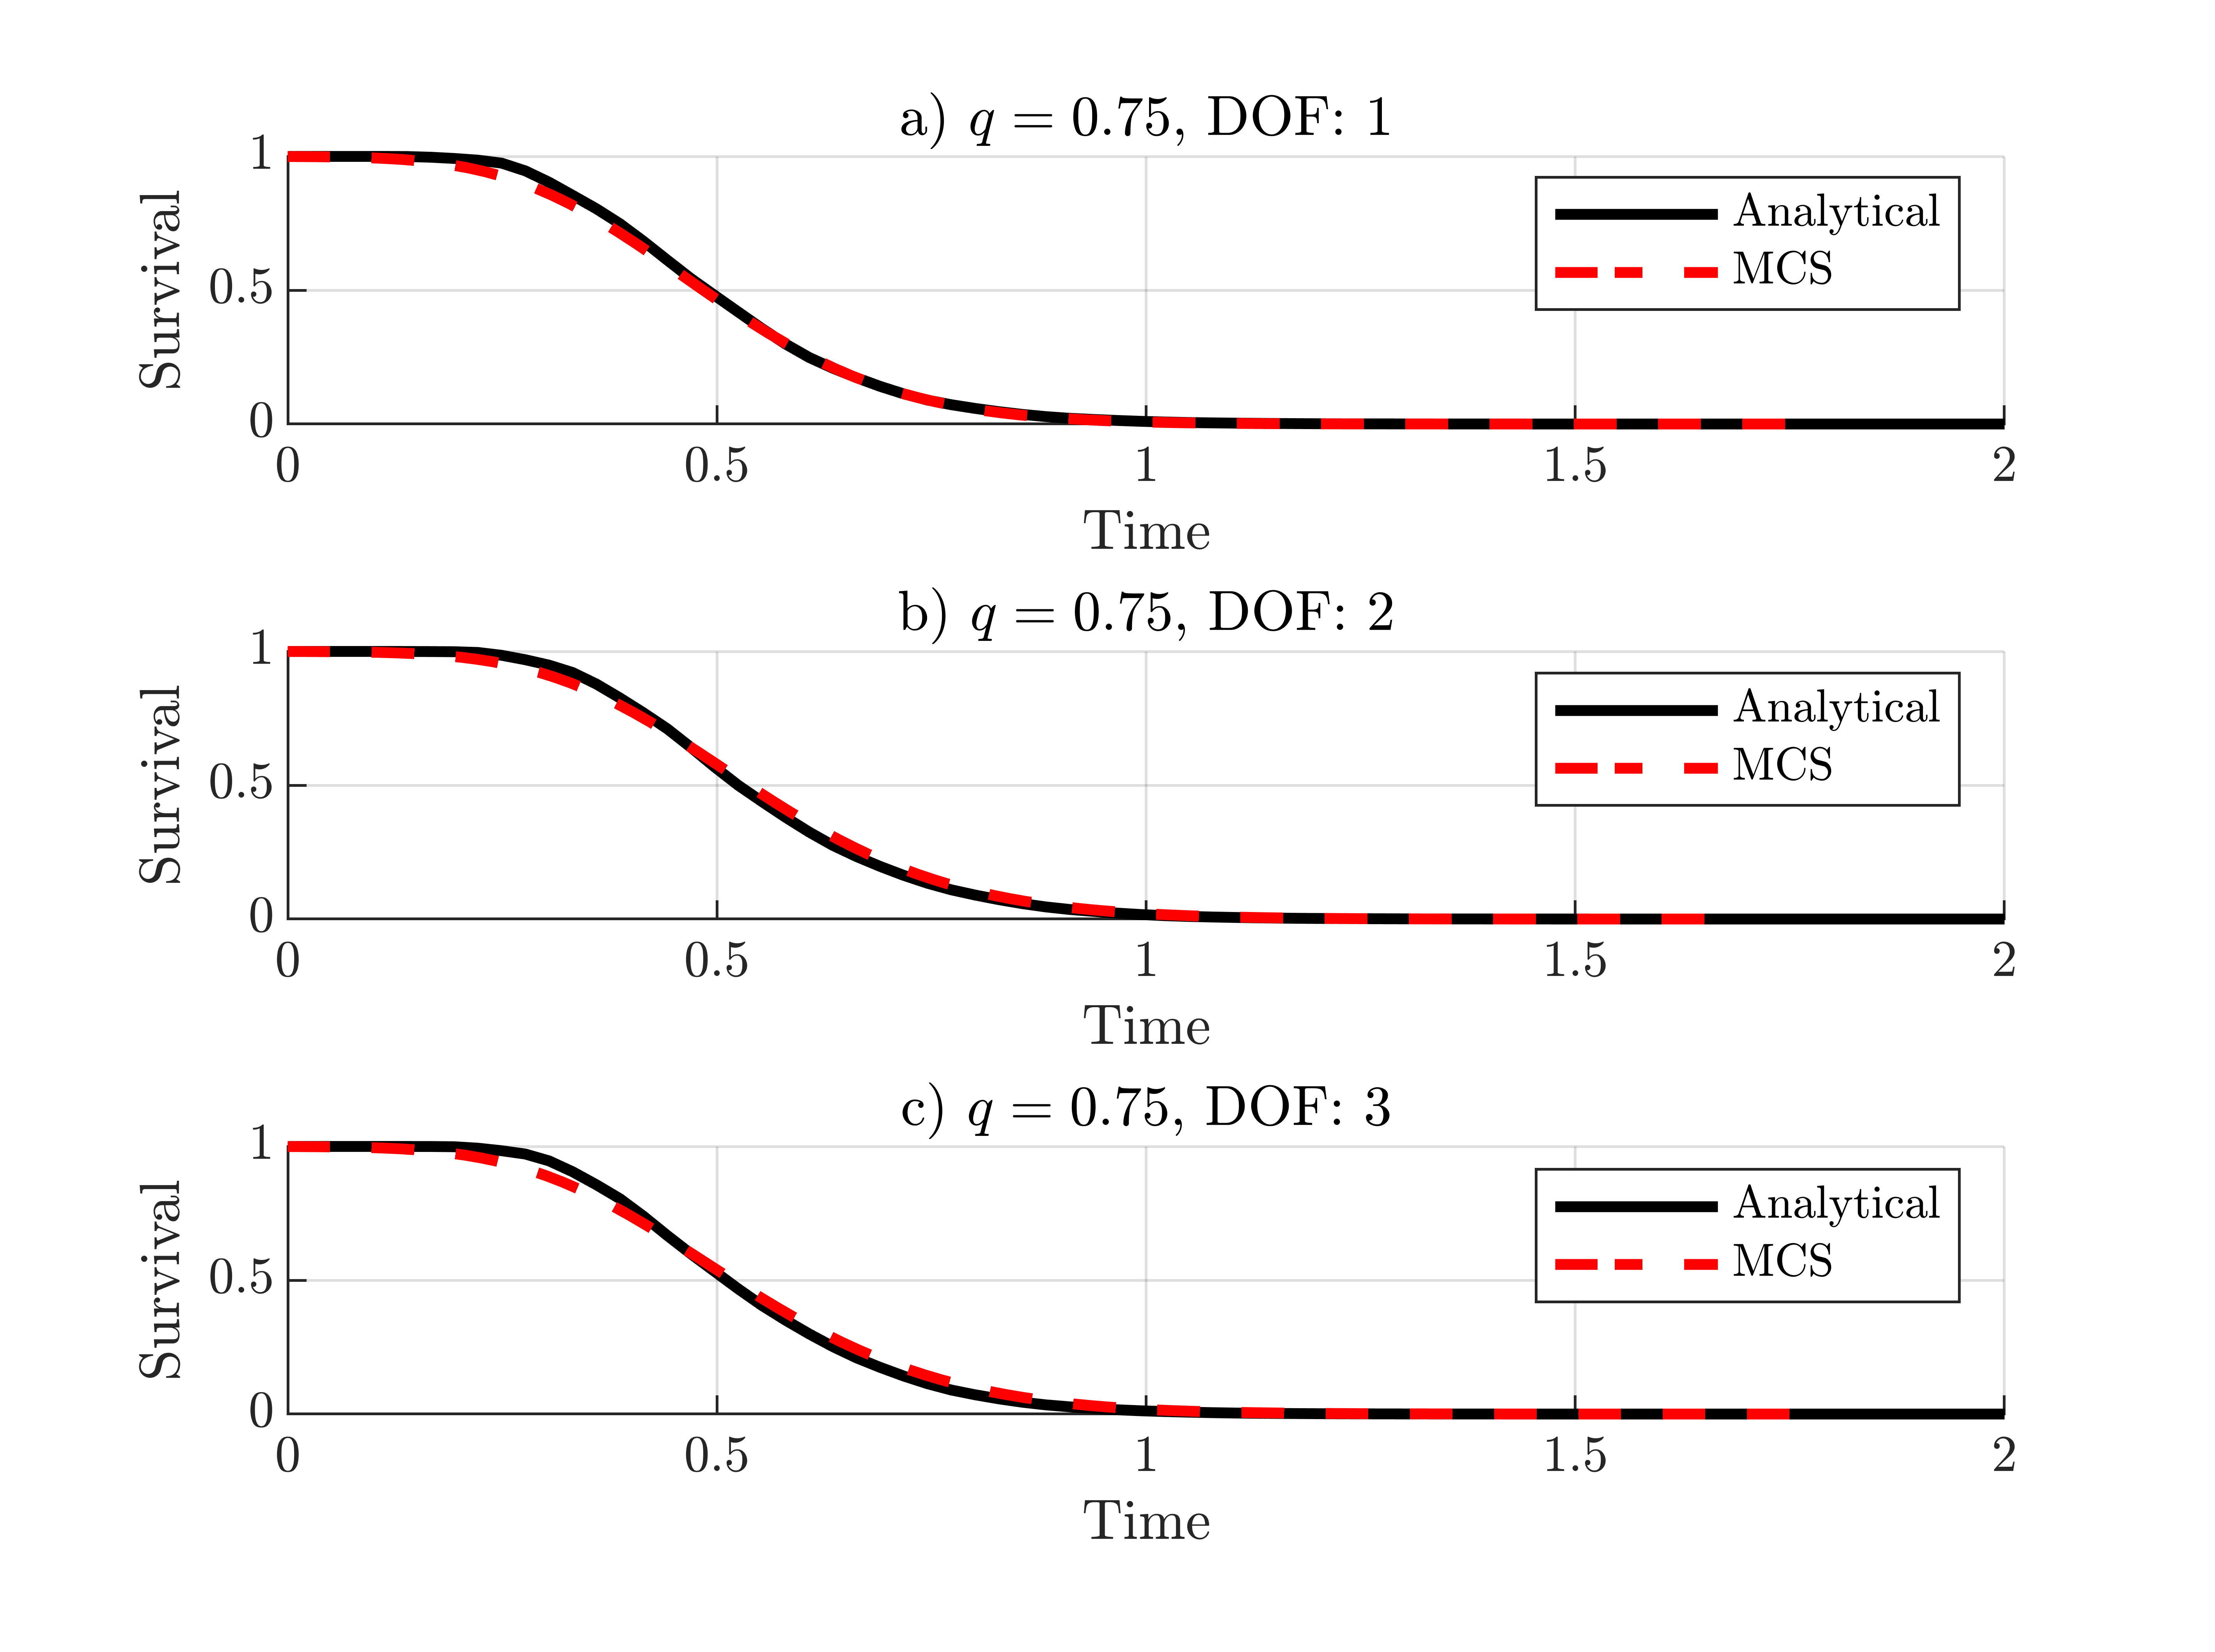 a) q = 0.75, DOF: 1
Survival
1
0.5
0
Analytical
MCS
0 0.5 1 1.5 2
Time
b) q = 0.75, DOF: 2
Survival
1
0.5
0
Analytical
MCS
0 0.5 1 1.5 2
Time
c) q = 0.75, DOF: 3
Survival
1
0.5
0
Analytical
MCS
0 0.5 1 1.5 2
Time